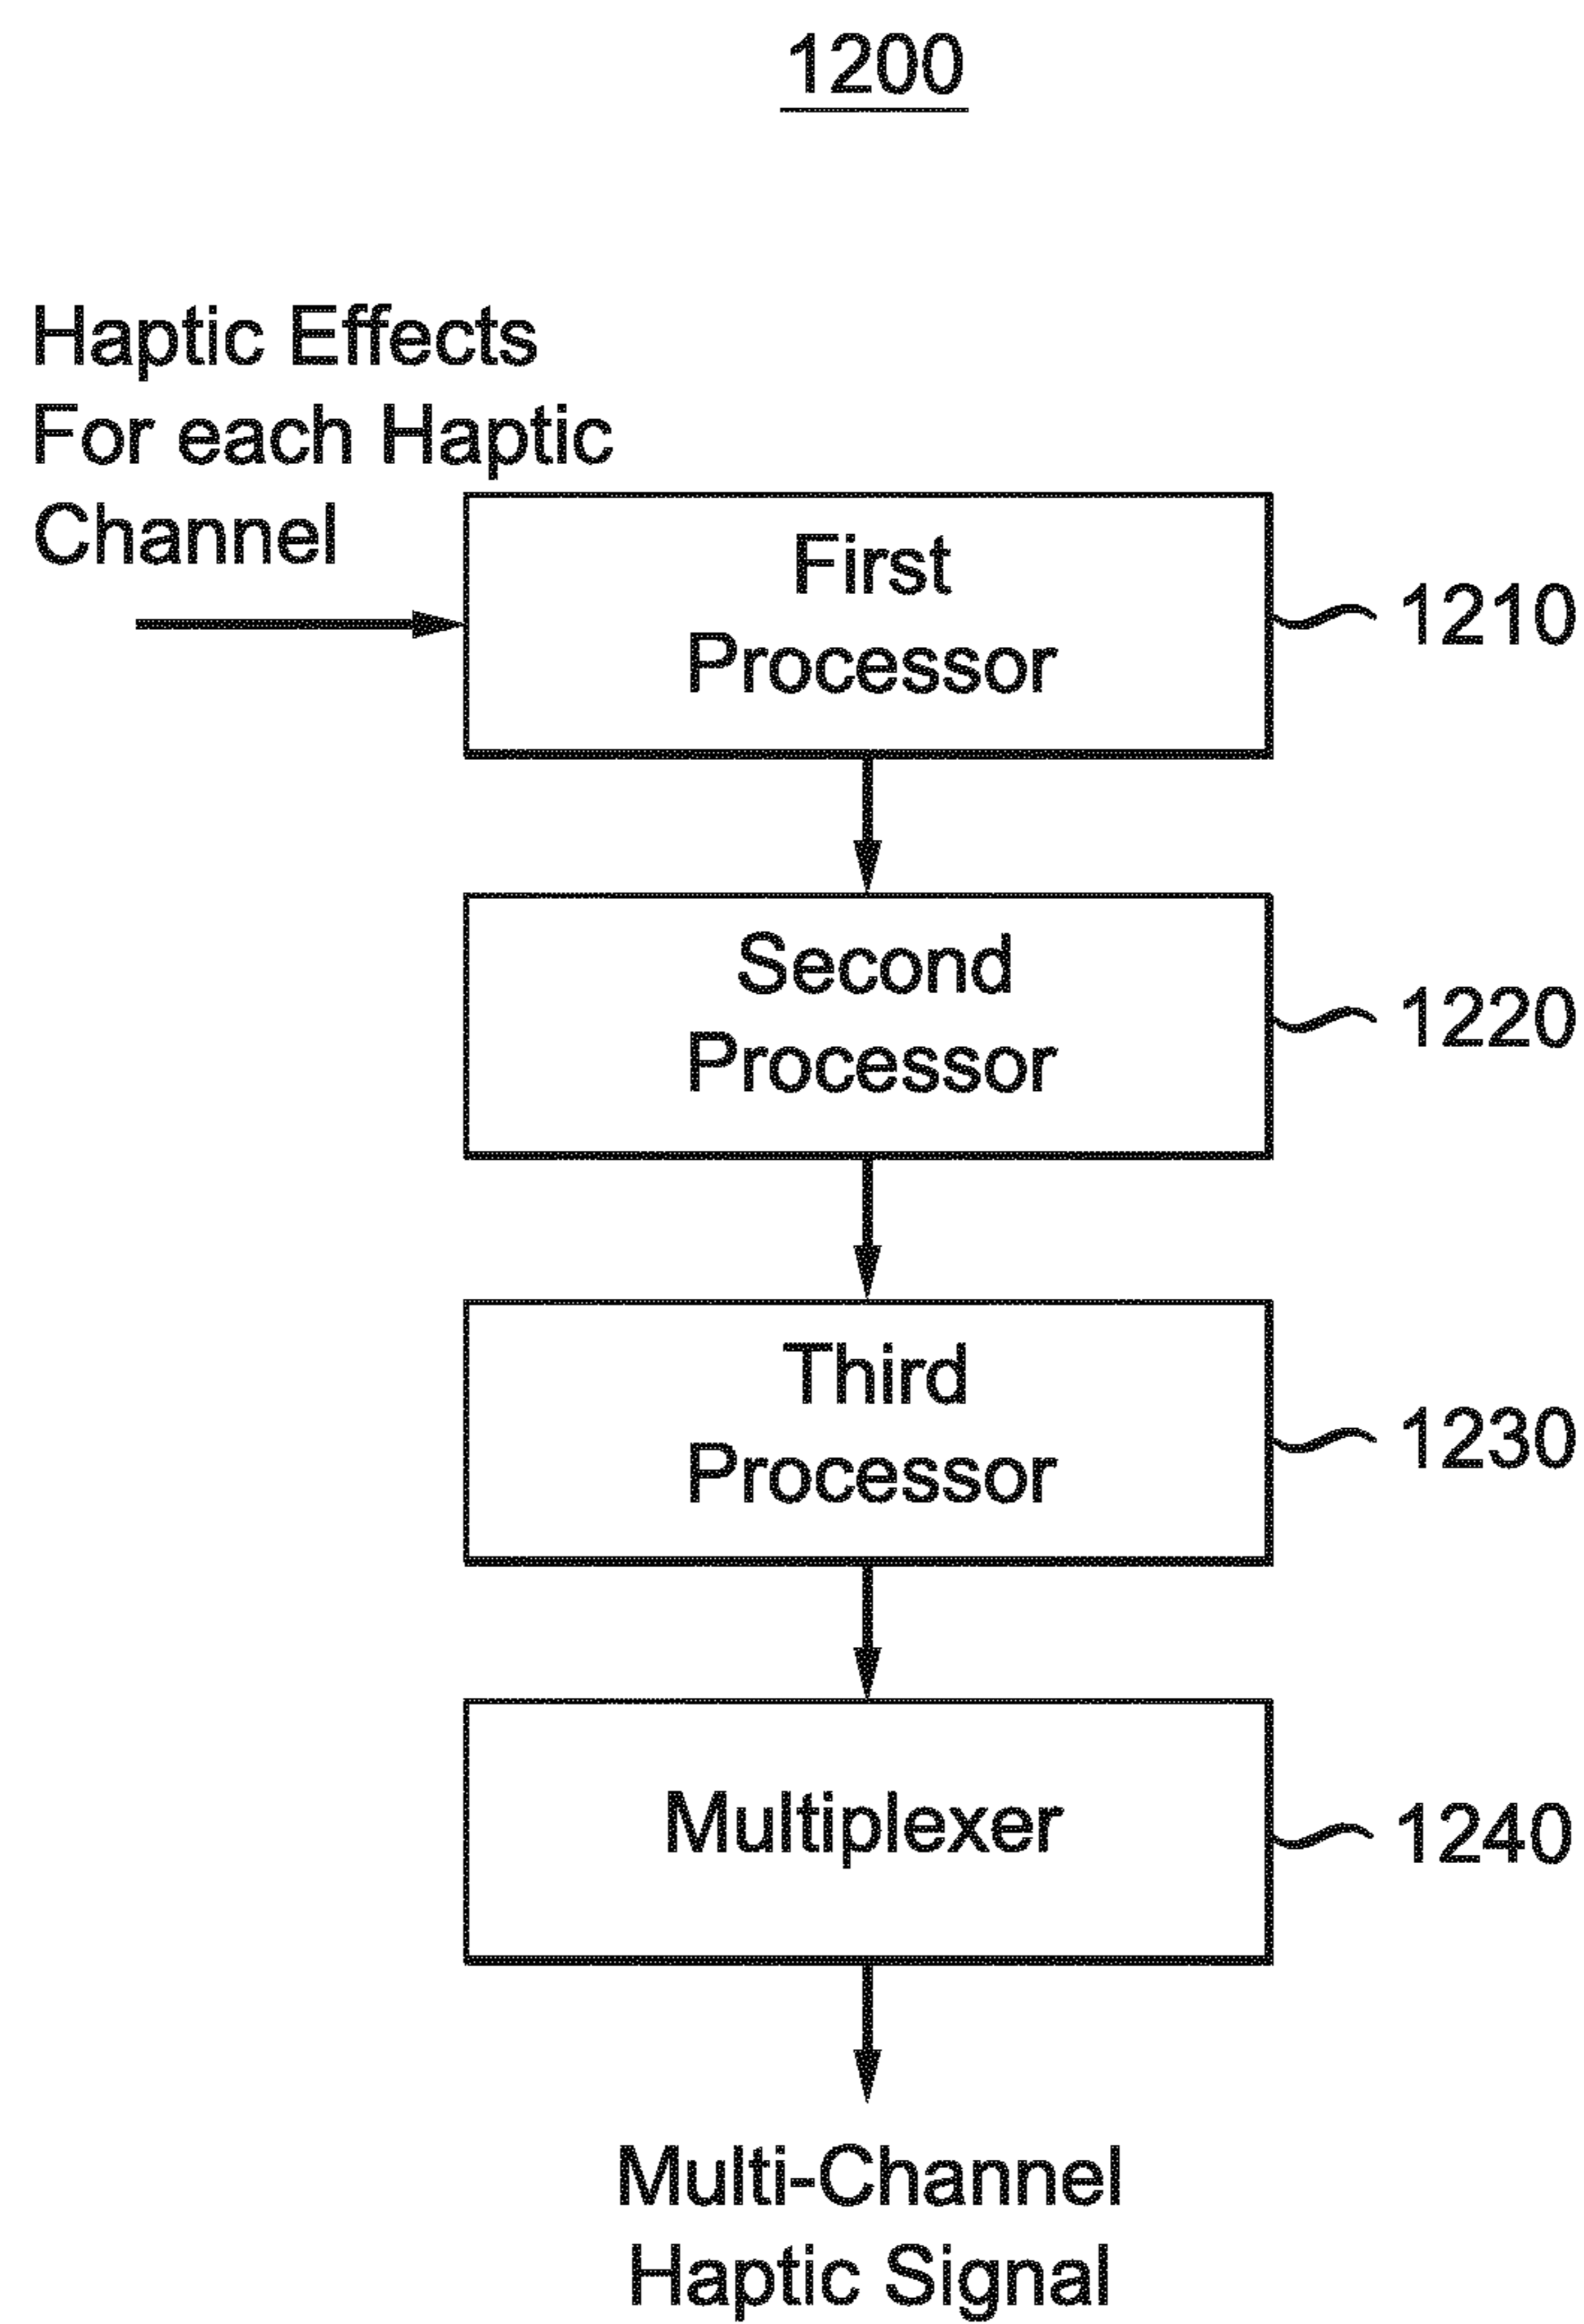 1200
Haptic Effects
For each Haptic
Channel
First
Processor
1210
Second
Processor
1220
Third
Processor
1230
Multiplexer
1240
Multi-Channel
Haptic Signal